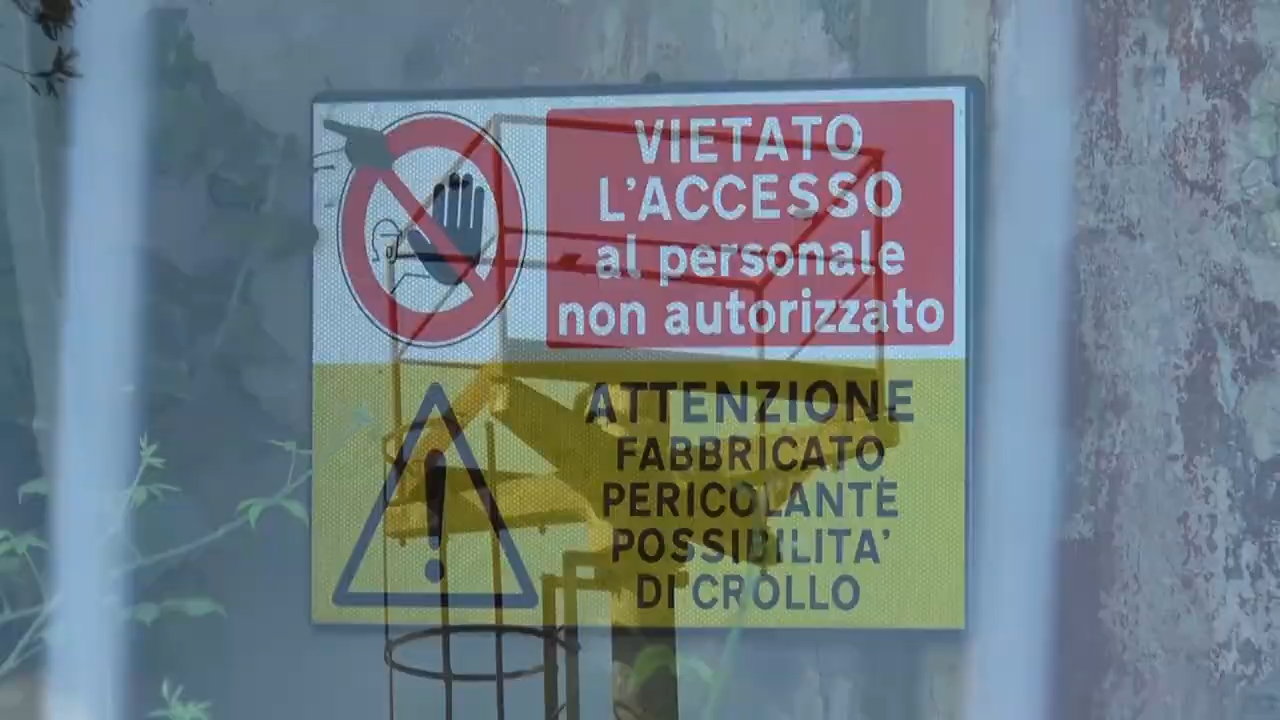 VIETATO
L'ACCESSO
al personale
non autorizzato
ATTENZIONE
FABBRICATO
PERICOLANTE
POSSIBILITA'
DI CROLLO